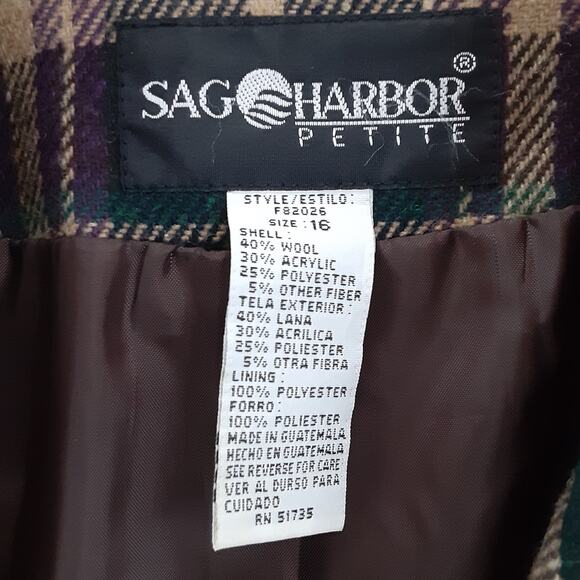 SAG HARBOR®
PETITE
STYLE/ESTILO:
F82026
SIZE: 16
SHELL:
40% WOOL
30% ACRYLIC
25% POLYESTER
5% OTHER FIBER
TELA EXTERIOR:
40% LANA
30% ACRILICA
25% POLIESTER
5% OTRA FIBRA
LINING:
100% POLYESTER
FORRO:
100% POLIESTER
MADE IN GUATEMALA
HECHO EN GUATEMALA
SEE REVERSE FOR CARE
VER AL DURSO PARA
CUIDADO
RN 51735